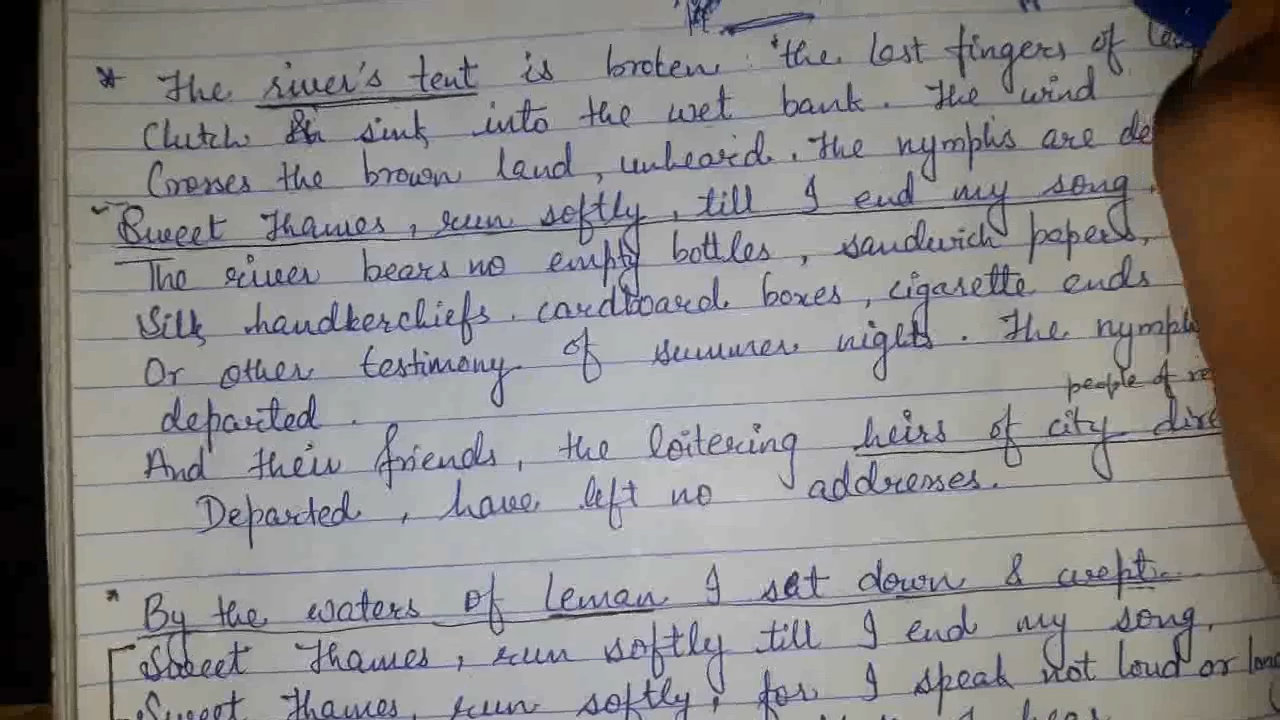 * The river's tent is broken : the last fingers of
Clutch & sink into the wet bank. The wind
Crosses the brown land, unheard. The nymphs are de
Sweet Thames, run softly, till I end my song.
The river bears no empty bottles, sandwich papers,
Silk handkerchiefs, cardboard boxes, cigarette ends
Or other testimony of summer nights. The nymph
departed.
people of
And their friends, the loitering heirs of city dire
Departed, have left no addresses.
* By the waters of Leman I sat down & wept..
Sweet Thames, run softly till I end my song,
Sweet Thames, run softly, for I speak not loud or long
hear